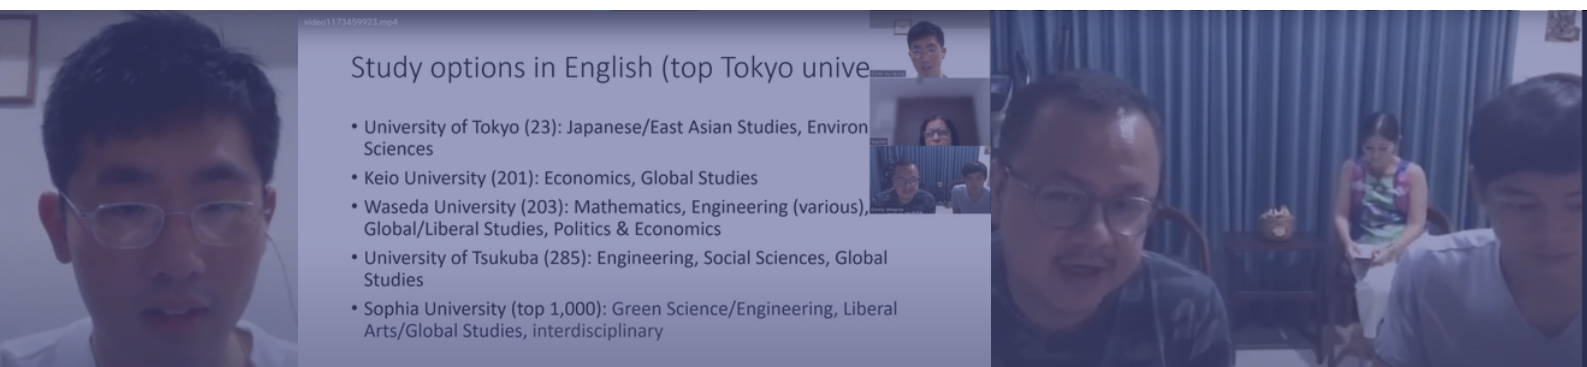 video1173459923.mp4
Study options in English (top Tokyo unive
• University of Tokyo (23): Japanese/East Asian Studies, Environ
Sciences
• Keio University (201): Economics, Global Studies
• Waseda University (203): Mathematics, Engineering (various),
Global/Liberal Studies, Politics & Economics
• University of Tsukuba (285): Engineering, Social Sciences, Global
Studies
• Sophia University (top 1,000): Green Science/Engineering, Liberal
Arts/Global Studies, interdisciplinary